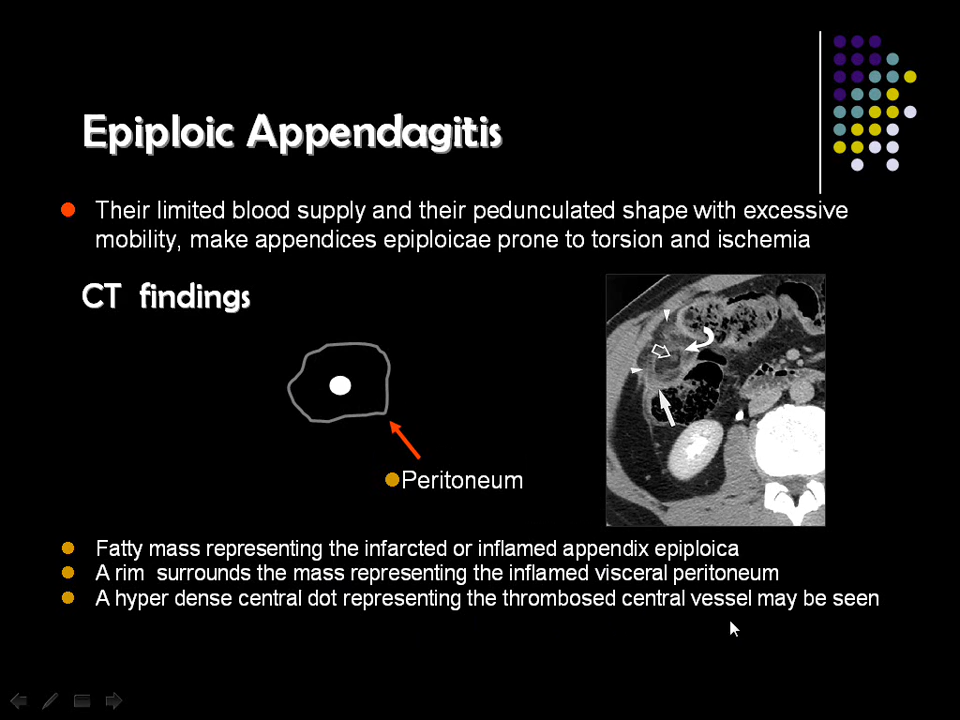 Epiploic Appendagitis
Their limited blood supply and their pedunculated shape with excessive
mobility, make appendices epiploicae prone to torsion and ischemia
CT findings
Peritoneum
Fatty mass representing the infarcted or inflamed appendix epiploica
A rim surrounds the mass representing the inflamed visceral peritoneum
A hyper dense central dot representing the thrombosed central vessel may be seen